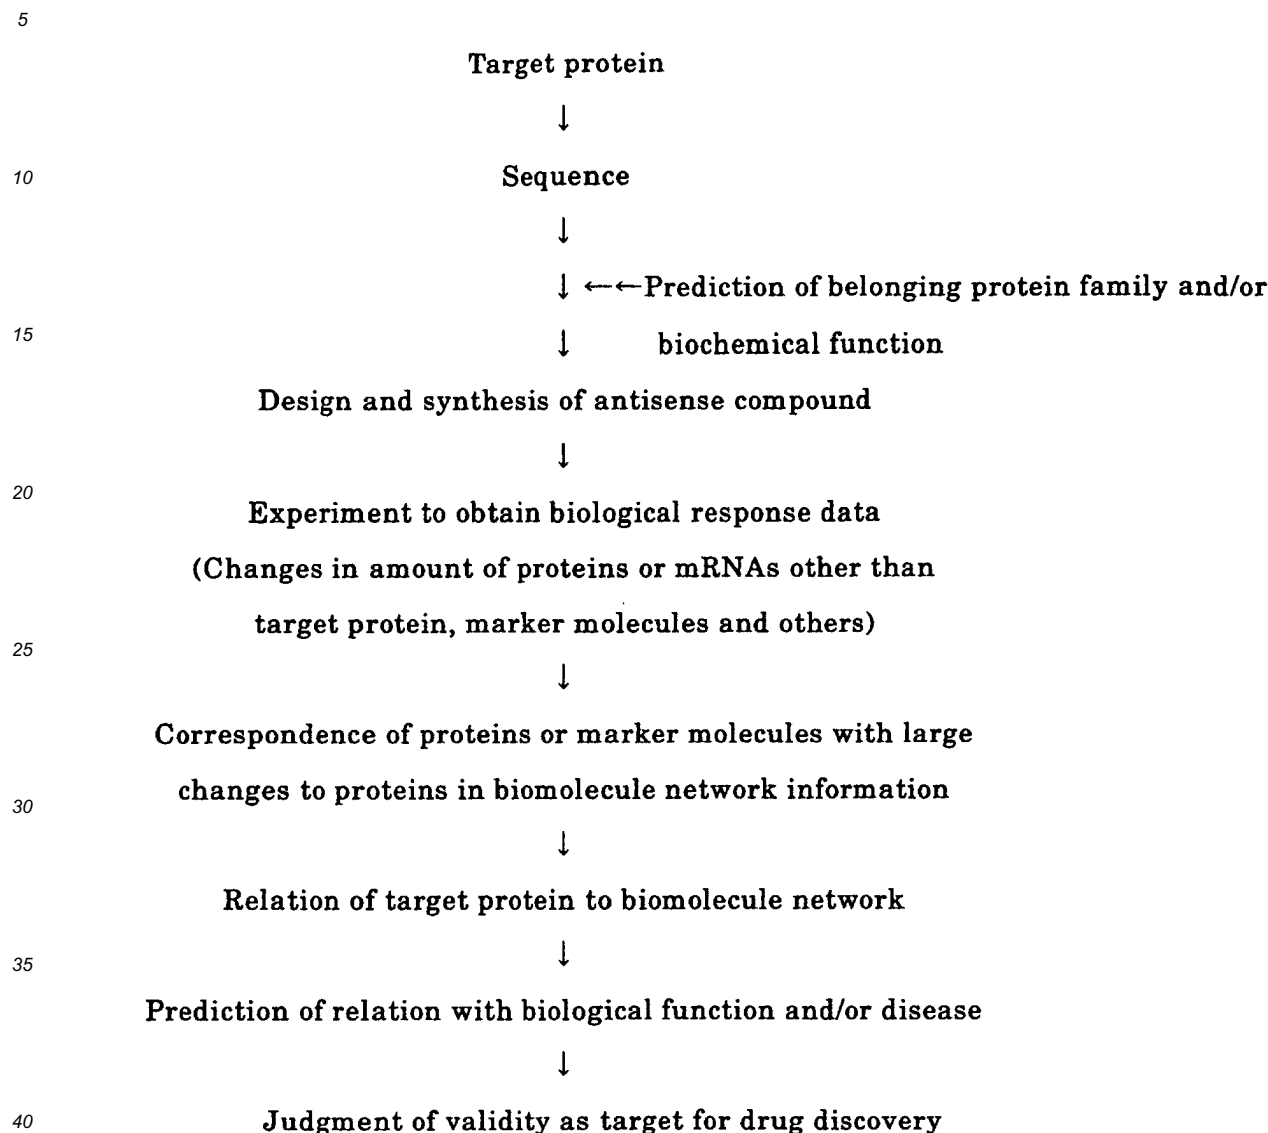 5
Target protein
↓
10 Sequence
↓
↓ ←←Prediction of belonging protein family and/or
15 ↓ biochemical function
Design and synthesis of antisense compound
↓
20 Experiment to obtain biological response data
(Changes in amount of proteins or mRNAs other than
target protein, marker molecules and others)
25
↓
Correspondence of proteins or marker molecules with large
changes to proteins in biomolecule network information
30
↓
Relation of target protein to biomolecule network
↓
35
Prediction of relation with biological function and/or disease
↓
40 Judgment of validity as target for drug discovery